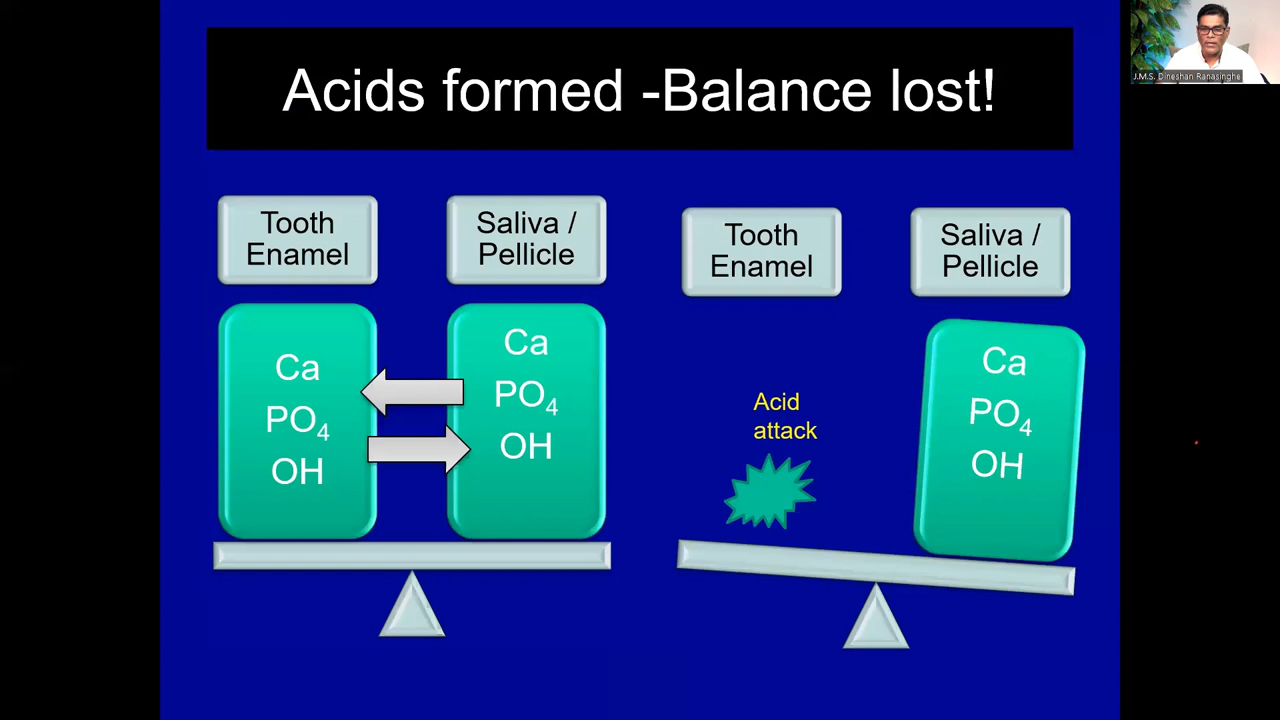 Acids formed -Balance lost!
J.M.S. Dineshan Ranasinghe
Tooth
Enamel
Saliva /
Pellicle
Ca
PO4
OH
Ca
PO4
OH
Tooth
Enamel
Saliva /
Pellicle
Acid
attack
Ca
PO4
OH